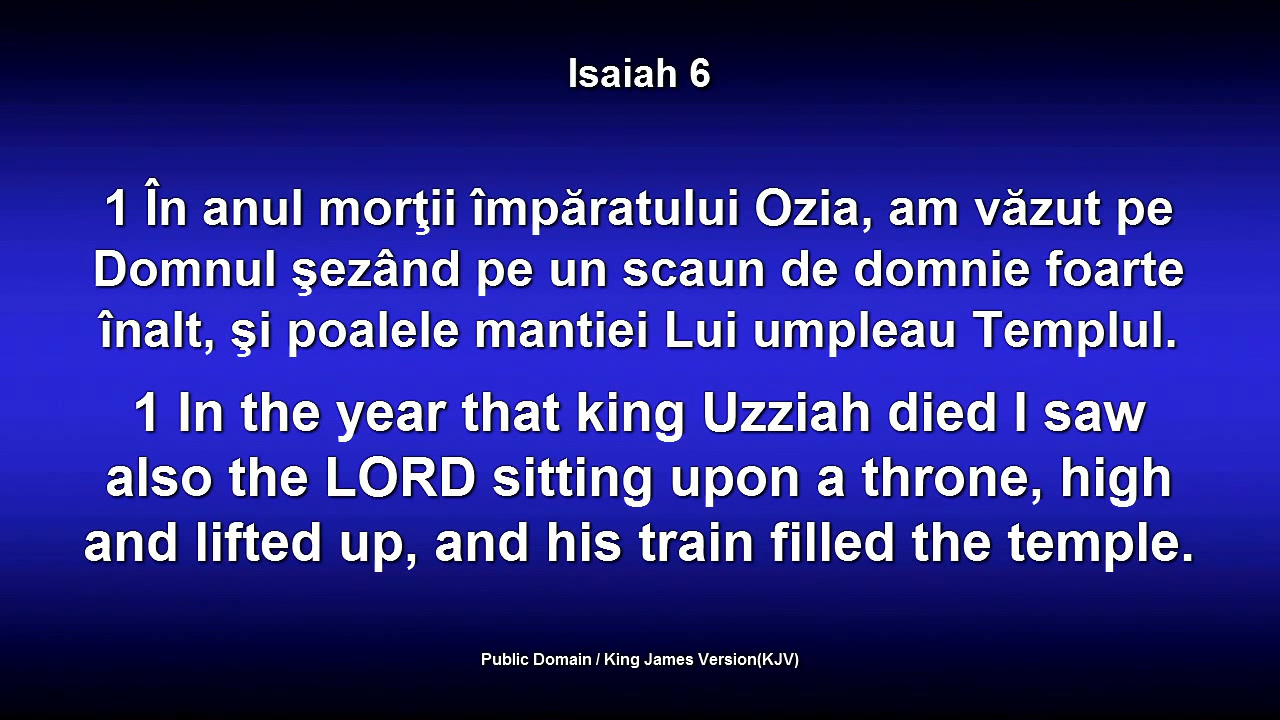 Isaiah 6
1 În anul morţii împăratului Ozia, am văzut pe
Domnul şezând pe un scaun de domnie foarte
înalt, şi poalele mantiei Lui umpleau Templul.
1 In the year that king Uzziah died I saw
also the LORD sitting upon a throne, high
and lifted up, and his train filled the temple.
Public Domain / King James Version(KJV)